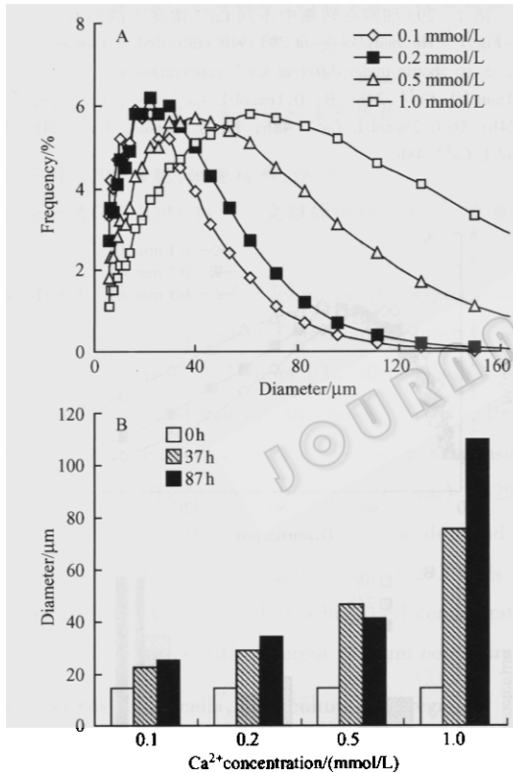 A
0.1 mmol/L
0.2 mmol/L
0.5 mmol/L
1.0 mmol/L
Frequency/%
8
6
4
2
0
0
40
80
120
160
Diameter/μm
JOURNA
B
0h
37h
87h
Diameter/μm
120
100
80
60
40
20
0
0.1
0.2
0.5
1.0
Ca²⁺concentration/(mmol/L)